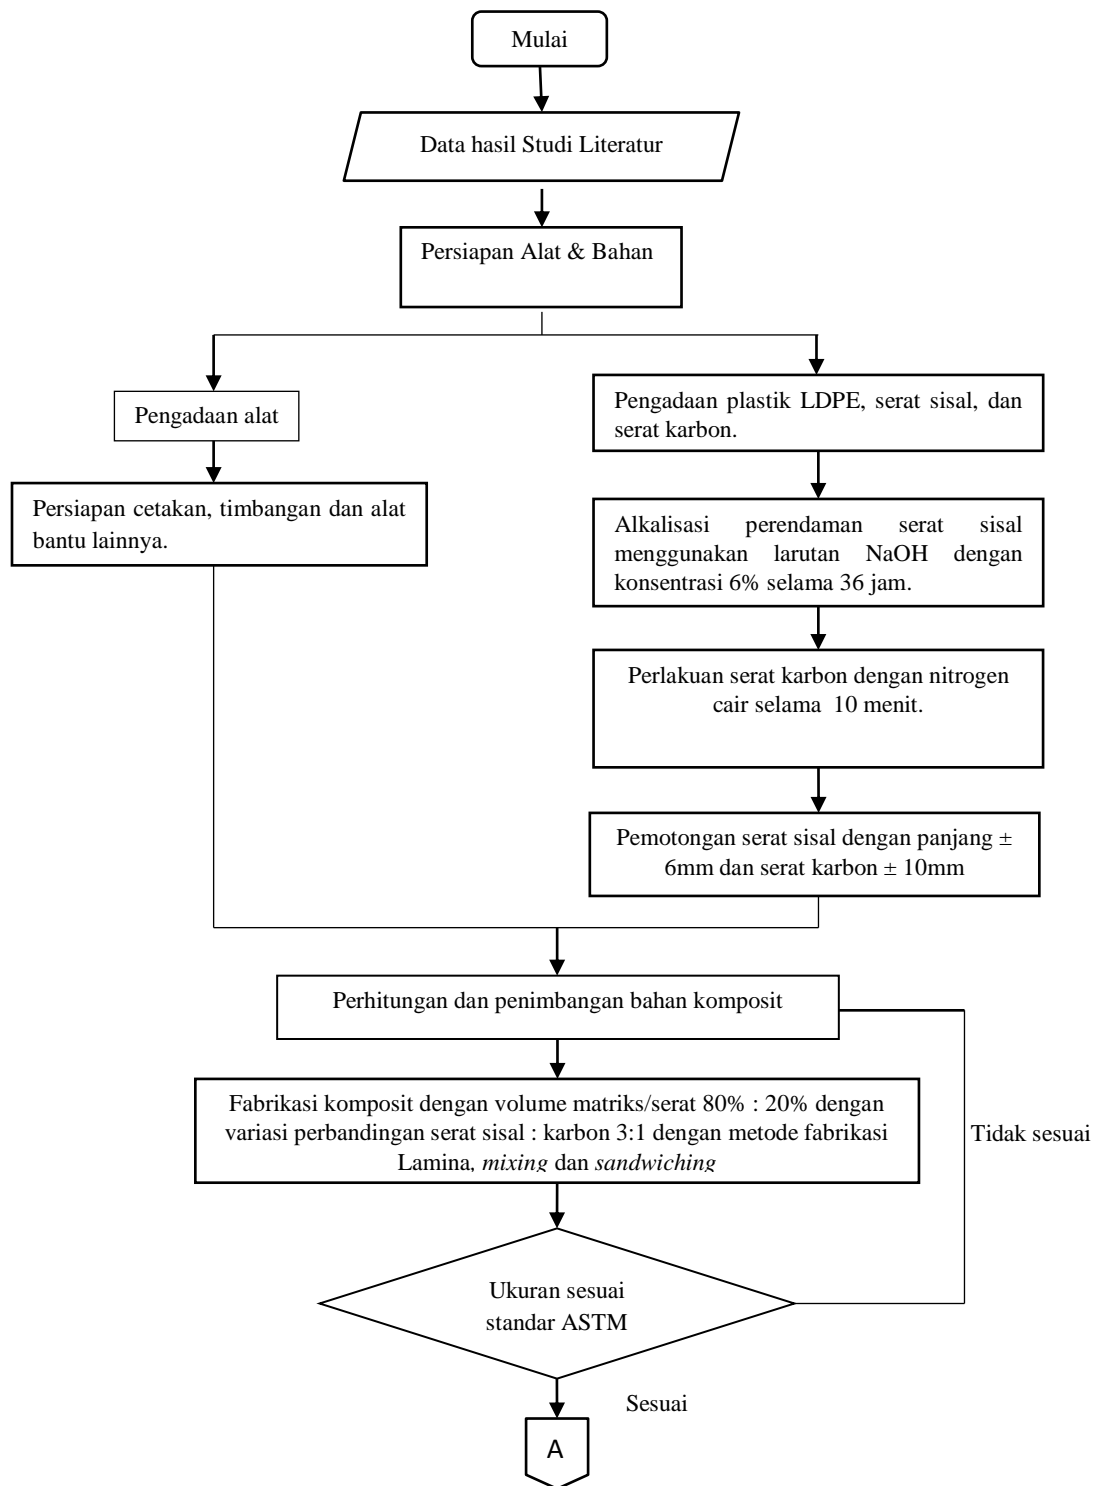 Mulai
Data hasil Studi Literatur
Persiapan Alat & Bahan
Pengadaan alat
Persiapan cetakan, timbangan dan alat
bantu lainnya.
Pengadaan plastik LDPE, serat sisal, dan
serat karbon.
Alkalisasi perendaman serat sisal
menggunakan larutan NaOH dengan
konsentrasi 6% selama 36 jam.
Perlakuan serat karbon dengan nitrogen
cair selama 10 menit.
Pemotongan serat sisal dengan panjang ±
6mm dan serat karbon ± 10mm
Perhitungan dan penimbangan bahan komposit
Fabrikasi komposit dengan volume matriks/serat 80% : 20% dengan
variasi perbandingan serat sisal : karbon 3:1 dengan metode fabrikasi
Lamina, mixing dan sandwiching
Tidak sesuai
Ukuran sesuai
standar ASTM
Sesuai
A